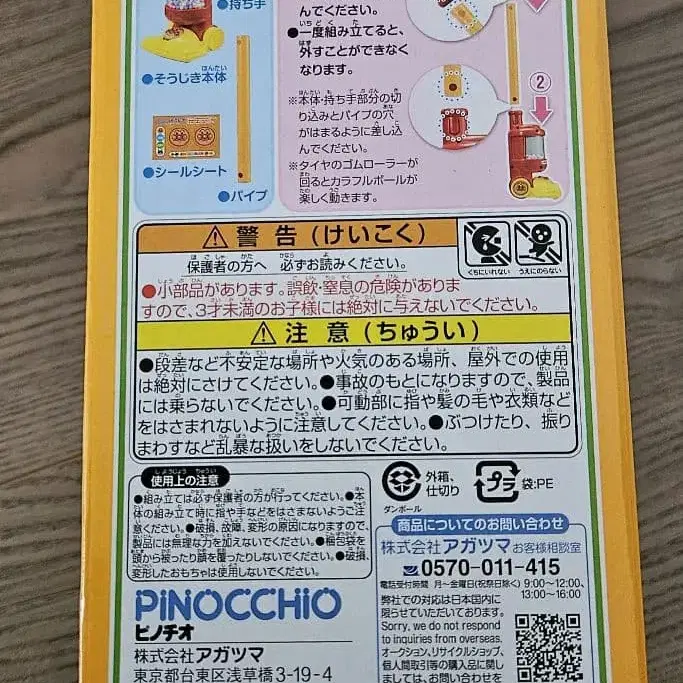 ●持ち手
●そうじき本体
●シールシート
●パイプ
んでください。
●一度組み立てると、
外すことができなく
なります。
※本体・持ち手部分の切
り込みとパイプの穴
がはまるように差し込
んでください。
※タイヤのゴムローラーが
回るとカラフルボールが
楽しく動きます。
②
⚠警告(けいこく)
保護者の方へ 必ずお読みください。
くちにいれない
うえにのらない
●小部品があります。誤飲・窒息の危険がありま
すので、3才未満のお子様には絶対に与えないでください。
⚠注意(ちゅうい)
●段差など不安定な場所や火気のある場所、屋外での使用
は絶対にさけてください。●事故のもとになりますので、製品
には乗らないでください。●可動部に指や髪の毛や衣類など
をはさまれないように注意してください。●ぶつけたり、振り
まわすなど乱暴な扱いをしないでください。
使用上の注意
●組み立ては必ず保護者の方が行ってください。●本
体の組み立て時に指や手などをはさまないようご注
意ください。●破損、故障、変形の原因になりますので、
製品には無理な力を加えないでください。●梱包袋を
頭から被ったり顔を覆ったりしないでください。●破損、
変形したおもちゃは使用しないでください。
外箱、
仕切り
ダンボール
プラ
袋:PE
商品についてのお問い合わせ
株式会社アガツマ お客様相談室
0570-011-415
電話受付時間 月〜金曜日(祝祭日除く) 9:00〜12:00、
13:00〜16:00
弊社での対応は日本国内に
限らせていただいております。
Sorry, we do not respond
to inquiries from overseas.
オークション、リサイクルショップ、
個人間取引等の購入品に関し
ましては、お問い合わせ
PiNOCCHiO
ピノチオ
株式会社アガツマ
東京都台東区浅草橋3-19-4